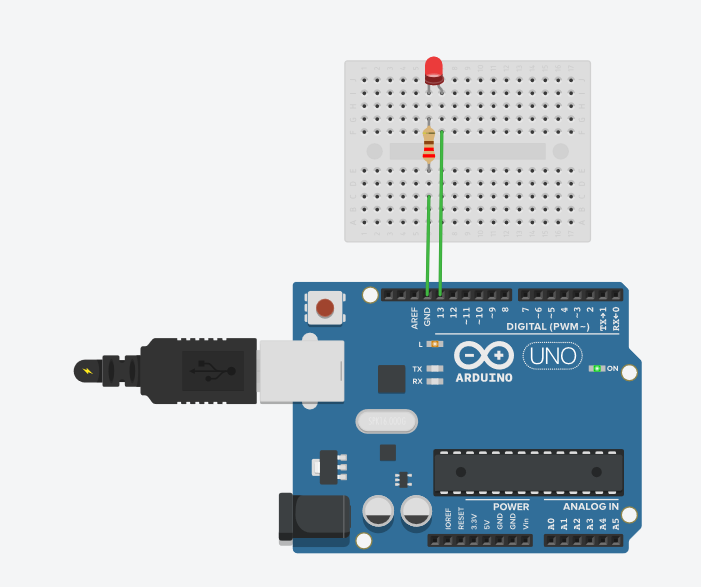 AREF
GND
13
12
~11
~10
~9
8
7
~6
~5
4
~3
2
TX→1
RX←0
DIGITAL (PWM~)
L
TX
RX
ARDUINO
UNO
ON
POWER
ANALOG IN
IOREF
RESET
3.3V
5V
GND
GND
Vin
A0
A1
A2
A3
A4
A5